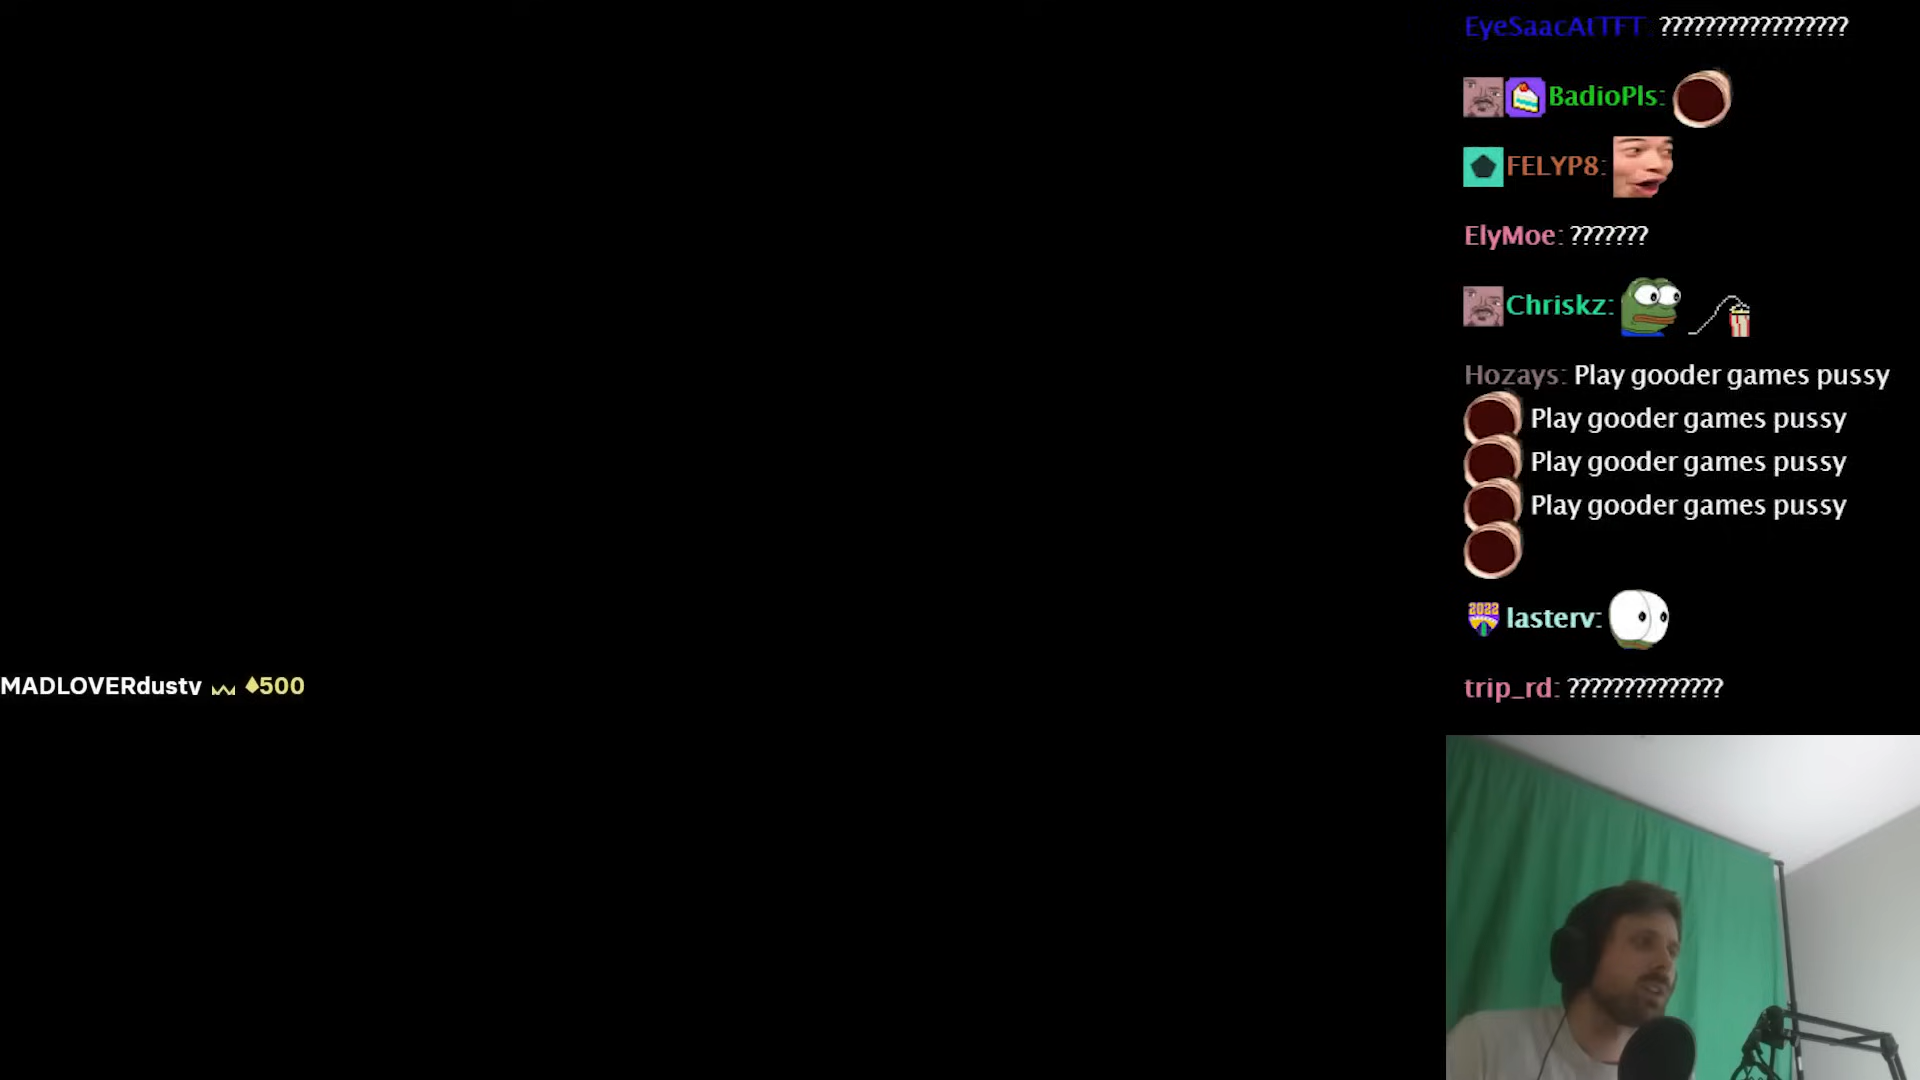 EyeSaacAtTFT: ?????????????????
BadioPls:
FELYP8:
ElyMoe: ???????
Chriskz:
Hozays: Play gooder games pussy
Play gooder games pussy
Play gooder games pussy
Play gooder games pussy
2022 lasterv:
MADLOVERdustv 500
trip_rd: ??????????????